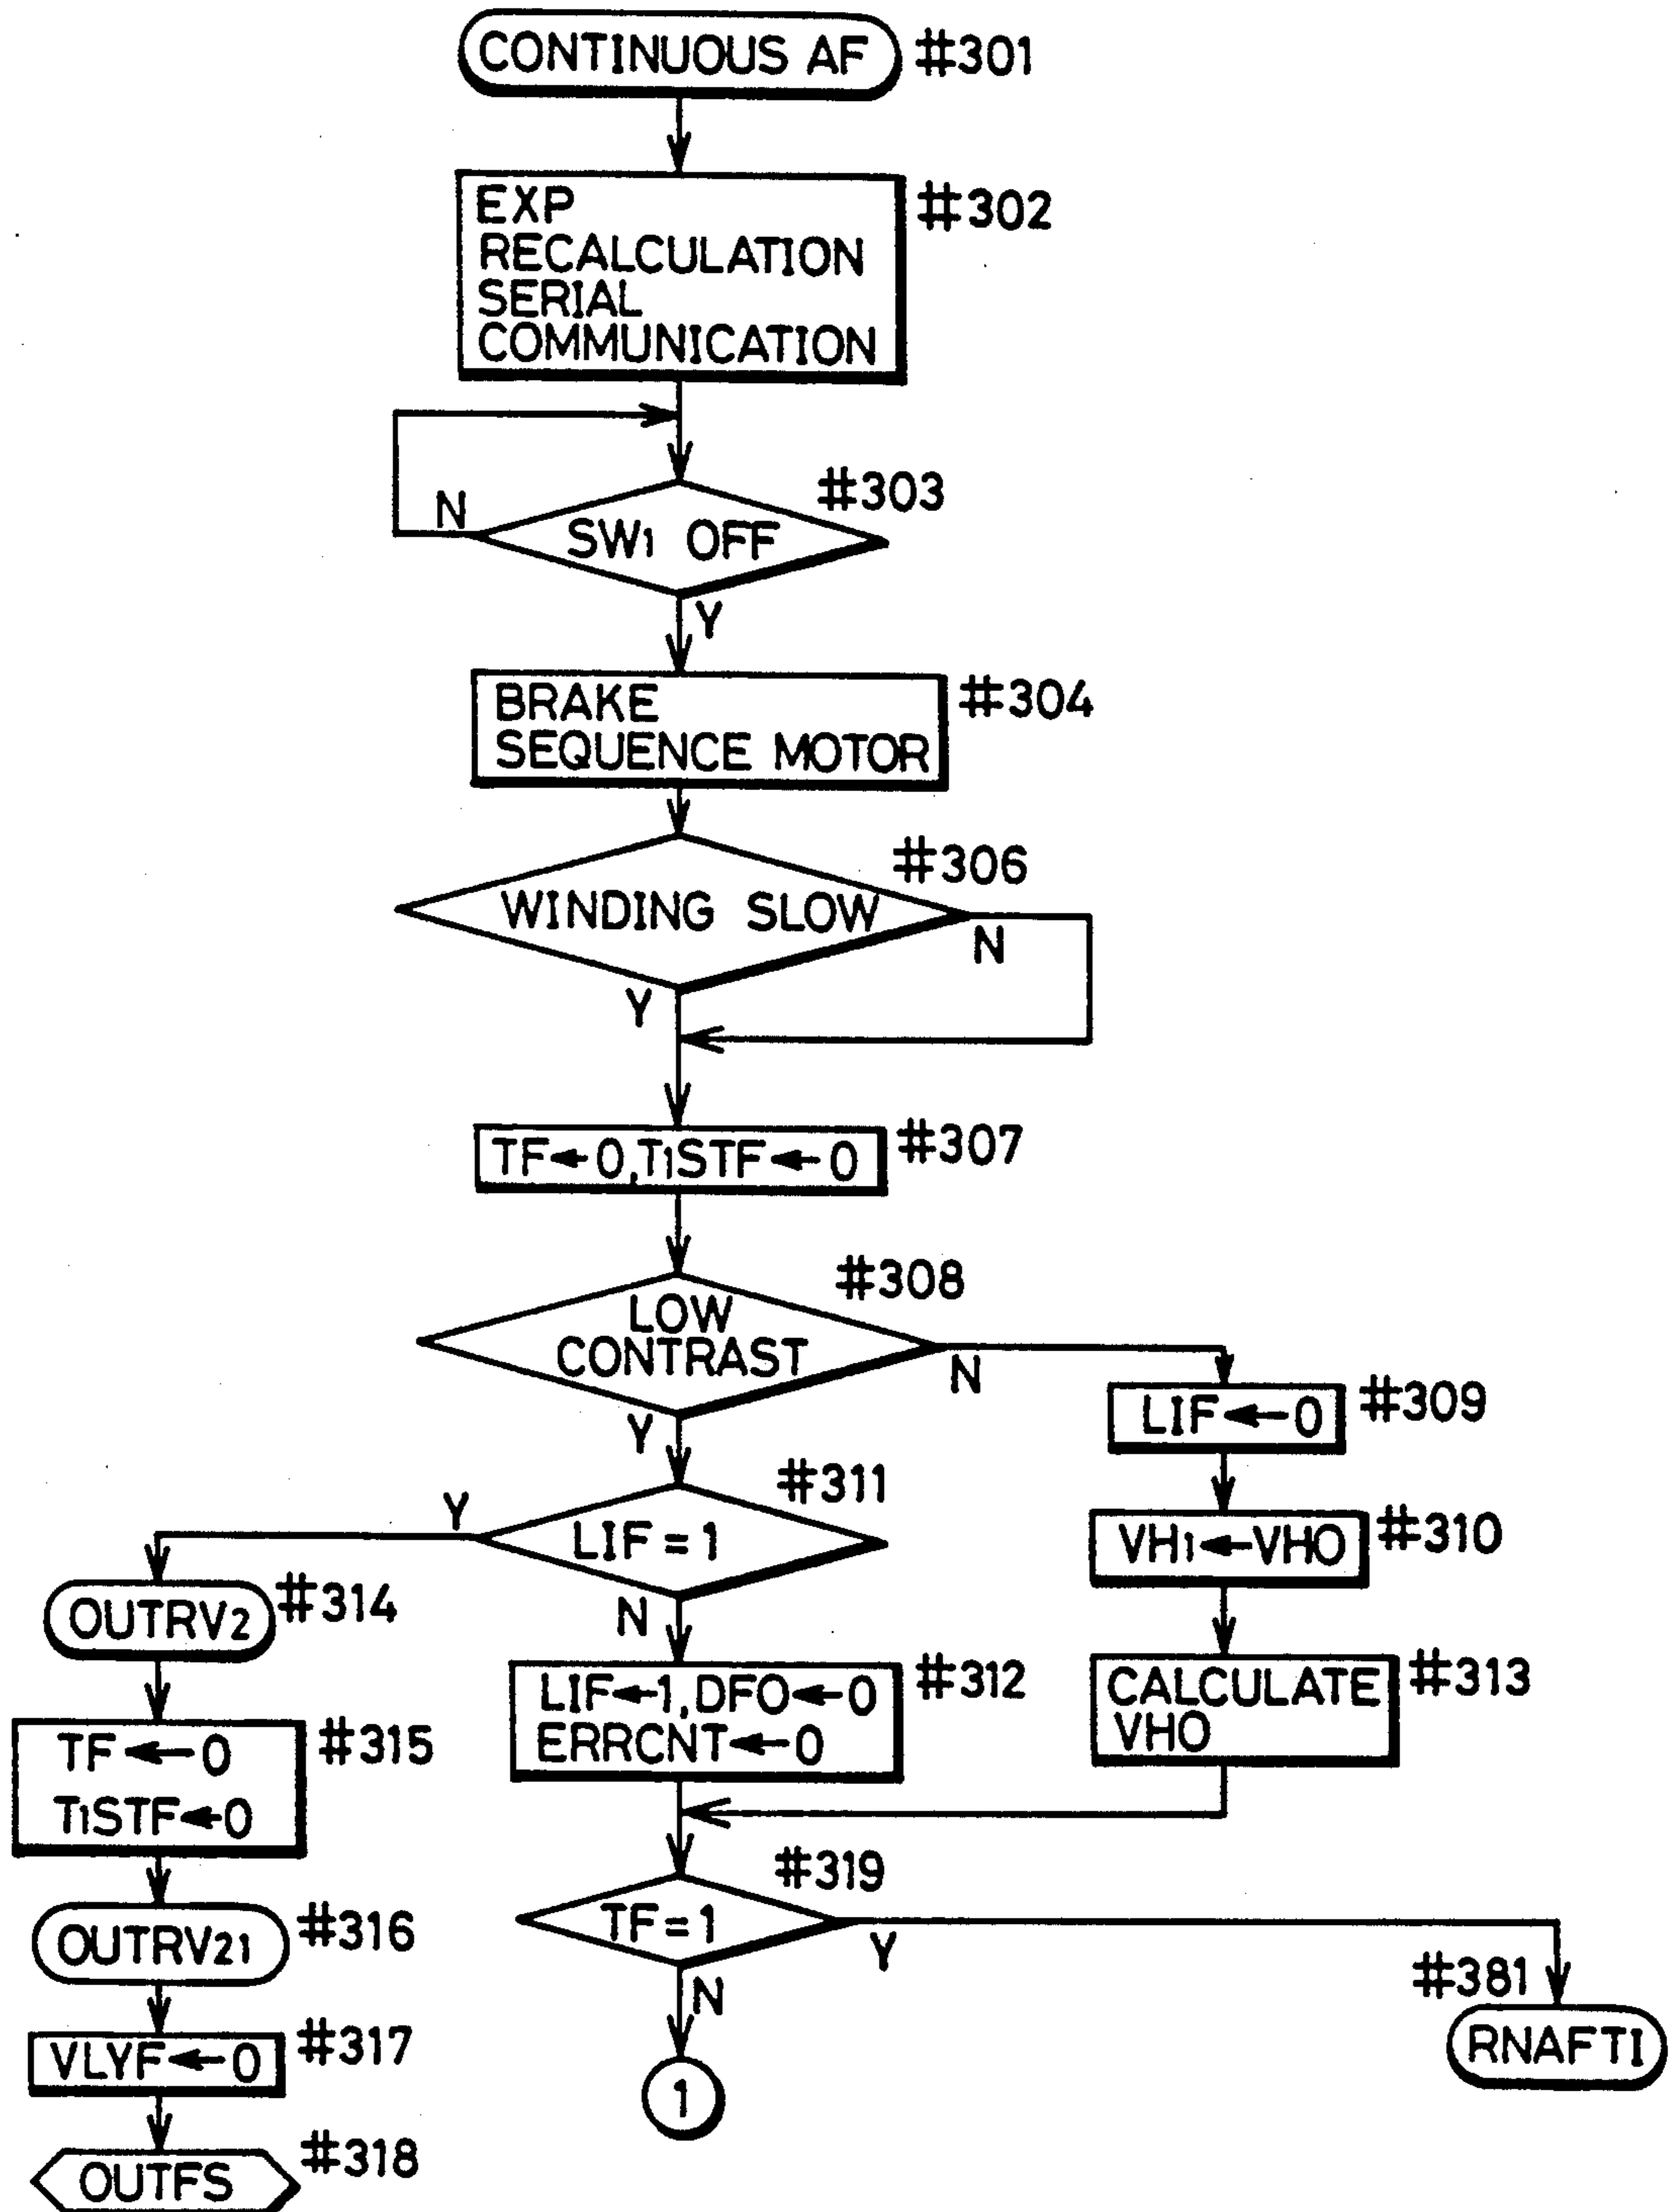 CONTINUOUS AF #301
EXP
RECALCULATION
SERIAL
COMMUNICATION
#302
#303
N
SW1 OFF
Y
BRAKE
SEQUENCE MOTOR
#304
#306
WINDING SLOW
N
Y
TF←0,T1STF←0 #307
#308
LOW
CONTRAST
N
Y
LIF←0 #309
#311
Y
LIF=1
N
VH1←VH0 #310
OUTRV2 #314
LIF←1,DF0←0
ERRCNT←0
#312
CALCULATE
VH0
#313
TF←0
T1STF←0
#315
#319
TF=1
Y
N
OUTRV21 #316
#381
RNAFTI
VLYF←0 #317
1
OUTFS #318